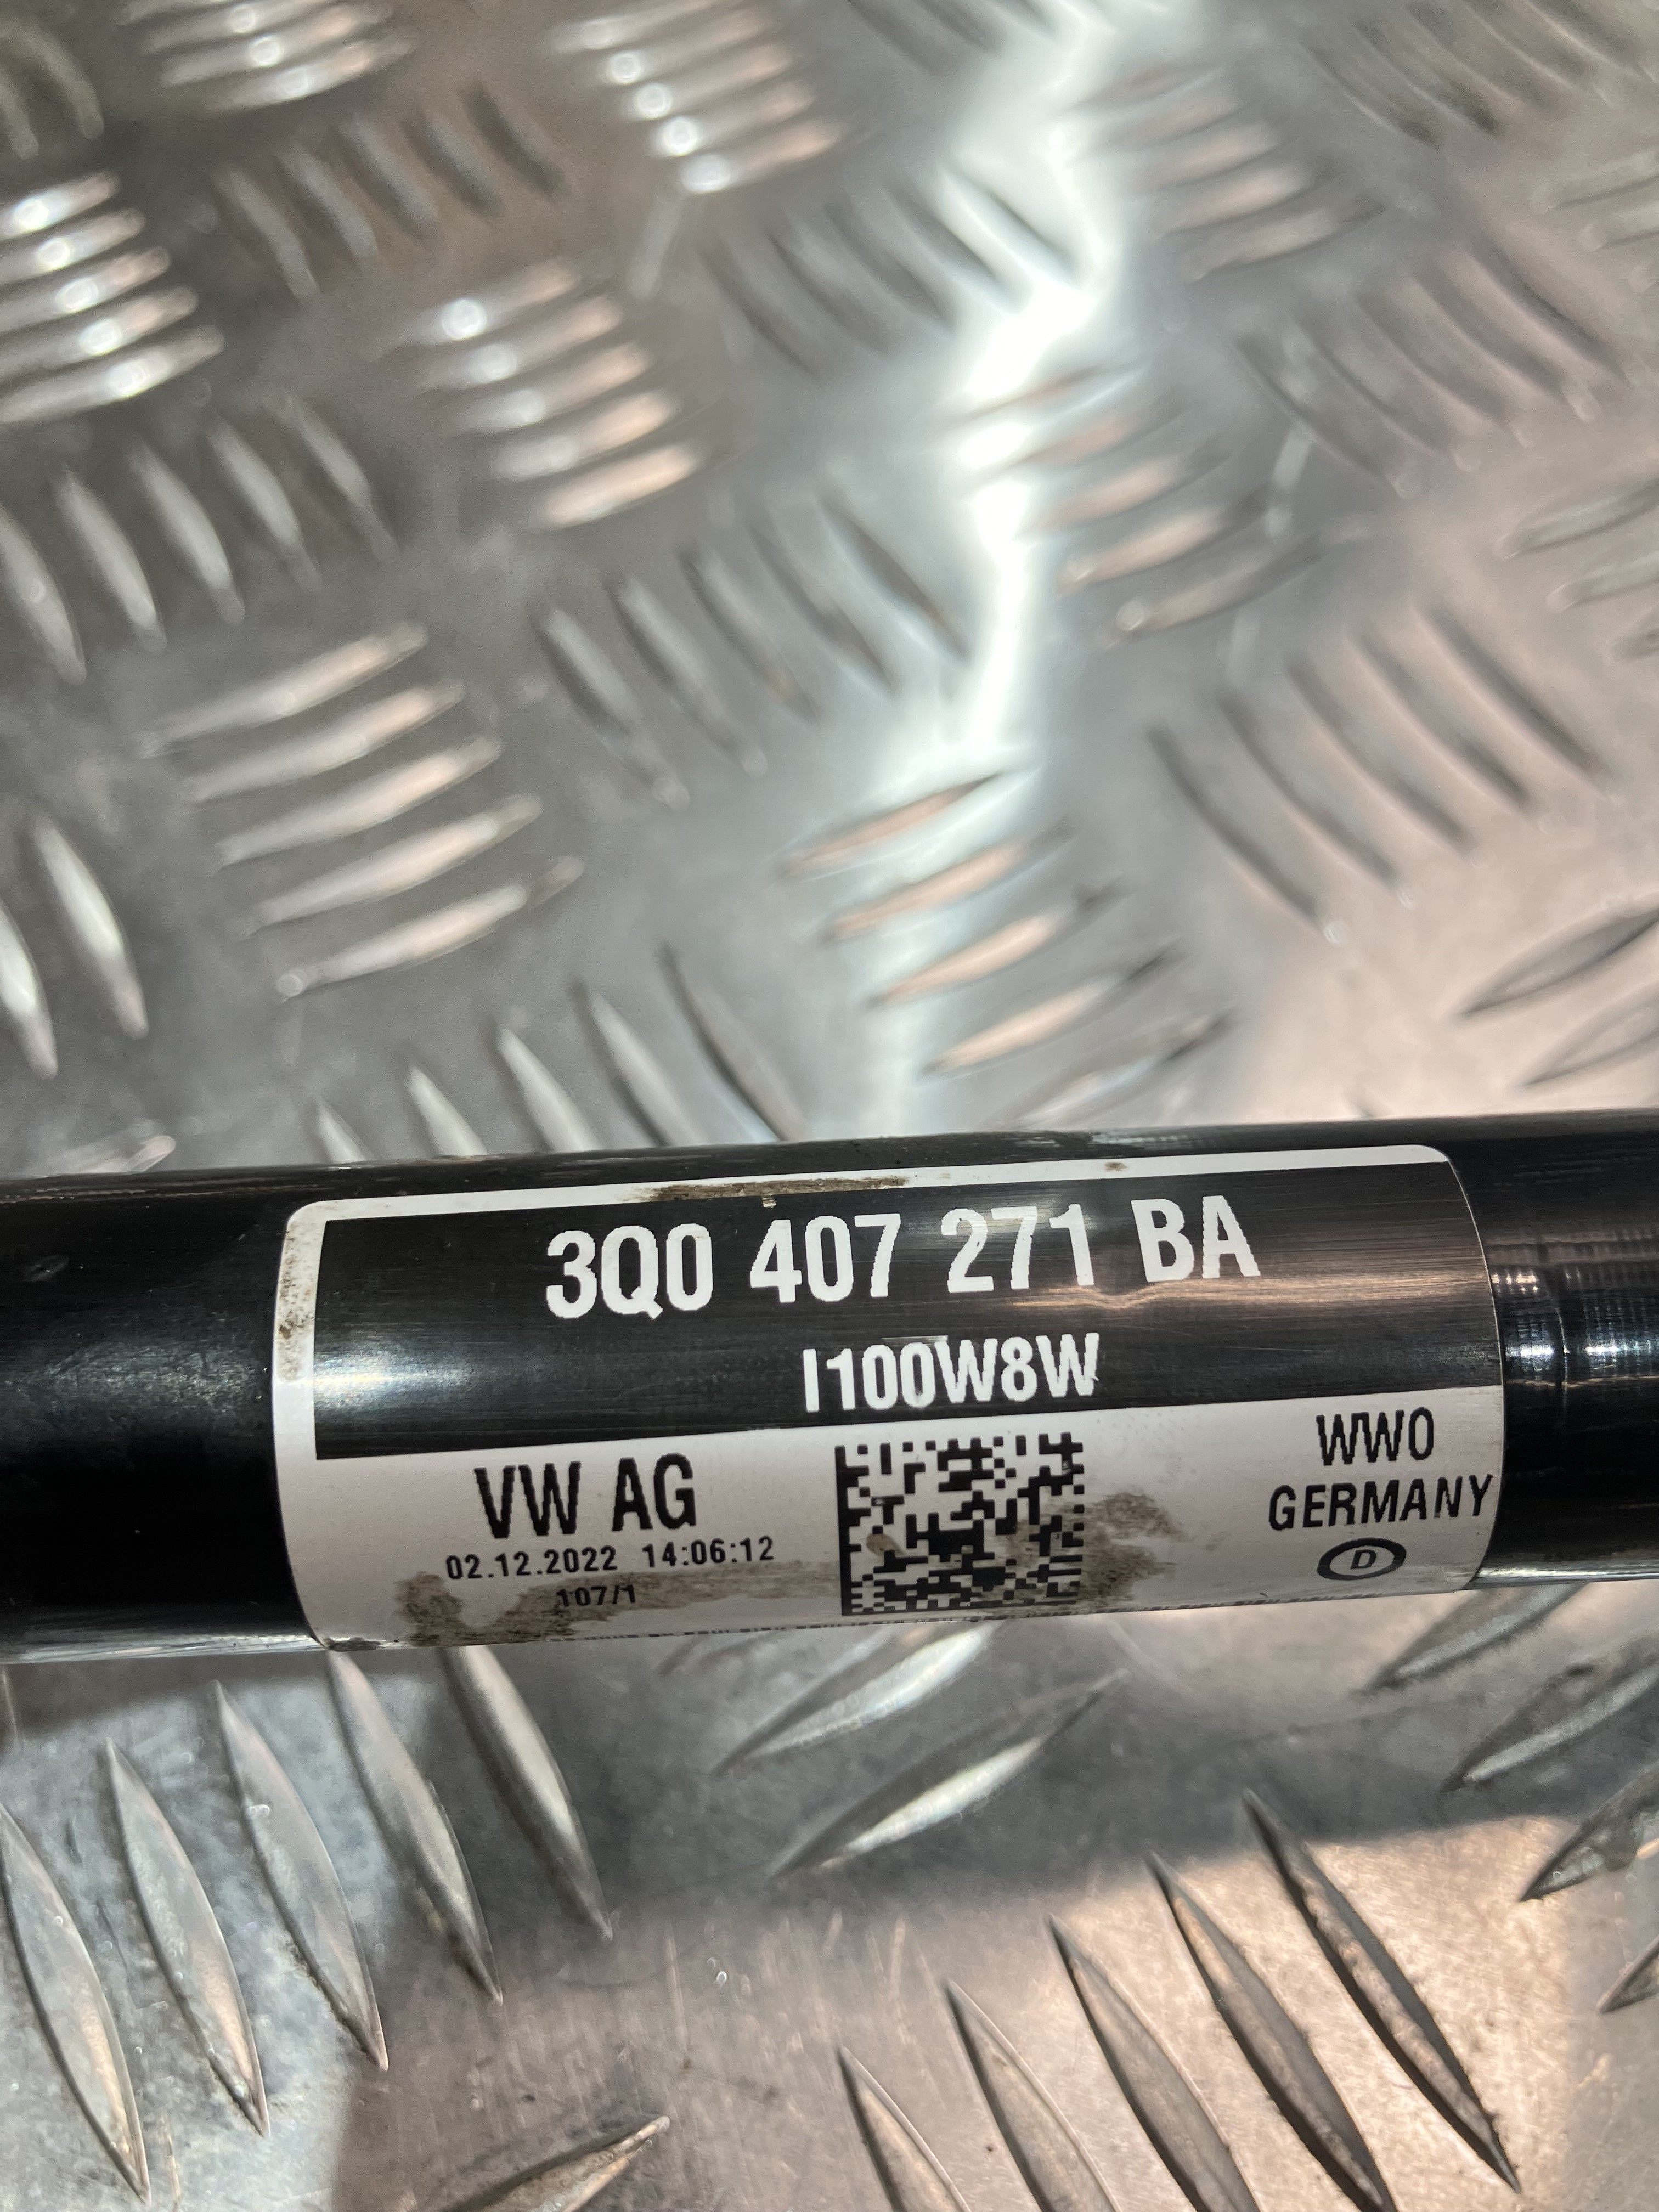 3Q0 407 271 BA
I100W8W
VW AG
02.12.2022 14:06:12
107/1
WWO
GERMANY
D